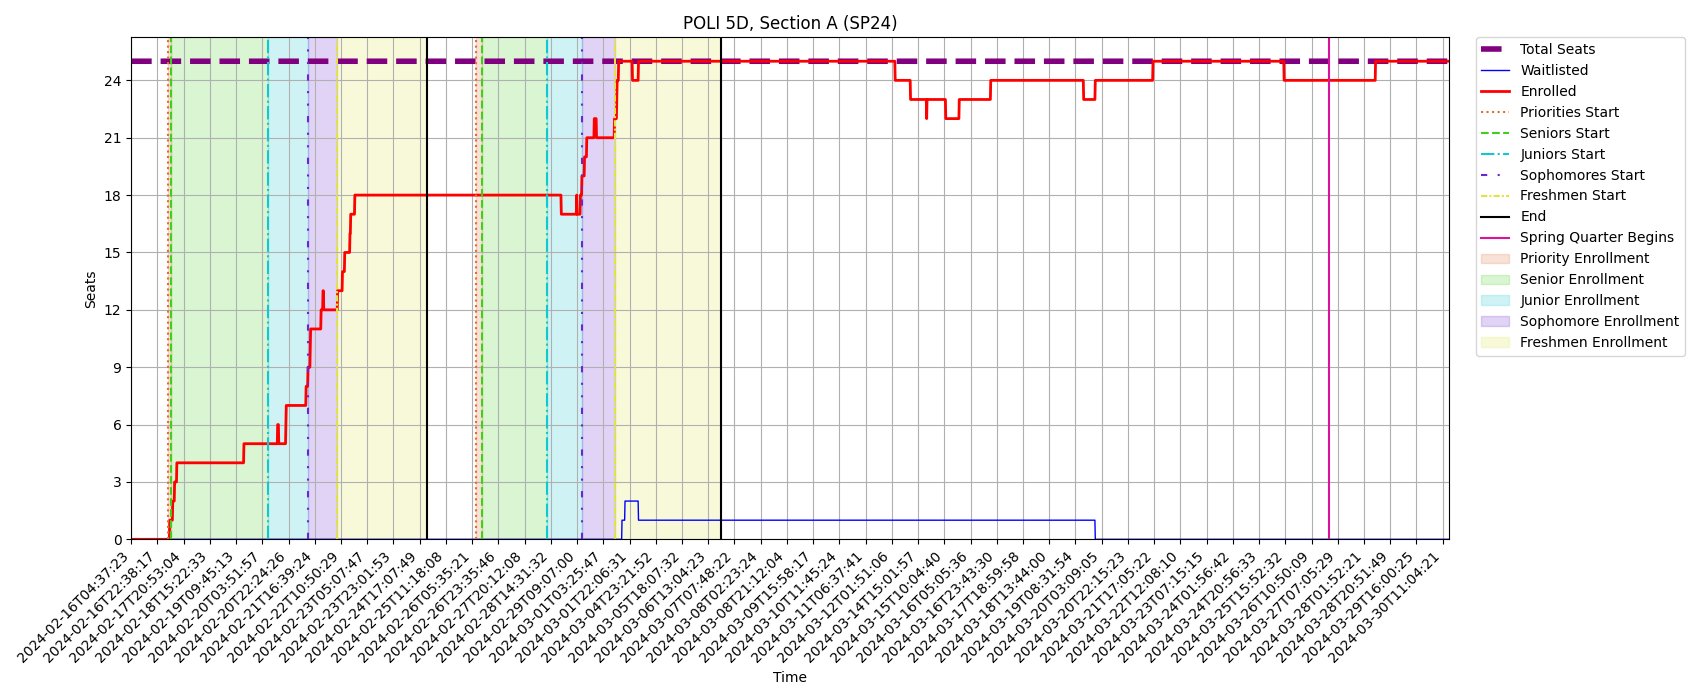 POLI 5D, Section A (SP24)
Total Seats
Waitlisted
Enrolled
Priorities Start
Seniors Start
Juniors Start
Sophomores Start
Freshmen Start
End
Spring Quarter Begins
Priority Enrollment
Senior Enrollment
Junior Enrollment
Sophomore Enrollment
Freshmen Enrollment
Seats
24
21
18
15
12
9
6
3
0
2024-02-16T04:37:23
2024-02-16T22:38:17
2024-02-17T20:53:04
2024-02-18T15:22:33
2024-02-19T09:45:13
2024-02-20T03:51:57
2024-02-20T22:24:26
2024-02-21T16:39:24
2024-02-22T10:50:29
2024-02-23T05:07:47
2024-02-23T23:01:53
2024-02-24T17:07:49
2024-02-25T11:18:08
2024-02-26T05:35:21
2024-02-26T23:35:46
2024-02-27T20:12:08
2024-02-28T14:31:32
2024-02-29T09:07:00
2024-03-01T03:25:47
2024-03-01T22:06:31
2024-03-04T23:21:52
2024-03-05T18:07:32
2024-03-06T13:04:23
2024-03-07T07:48:22
2024-03-08T02:23:24
2024-03-08T21:12:04
2024-03-09T15:58:17
2024-03-10T11:45:24
2024-03-11T06:37:41
2024-03-12T01:51:06
2024-03-14T15:01:57
2024-03-15T10:04:40
2024-03-16T05:05:36
2024-03-16T23:43:30
2024-03-17T18:59:58
2024-03-18T13:44:00
2024-03-19T08:31:54
2024-03-20T03:09:05
2024-03-20T22:15:23
2024-03-21T17:05:22
2024-03-22T12:08:10
2024-03-23T07:15:15
2024-03-24T01:56:42
2024-03-24T20:56:33
2024-03-25T15:52:32
2024-03-26T10:50:09
2024-03-27T07:05:29
2024-03-28T01:52:21
2024-03-28T20:51:49
2024-03-29T16:00:25
2024-03-30T11:04:21
Time